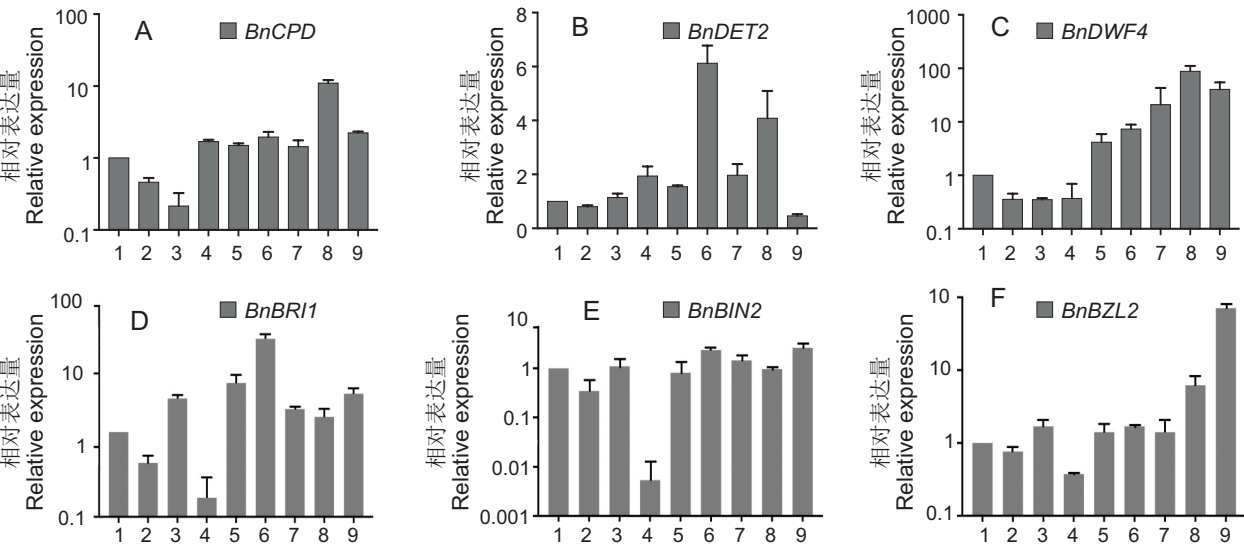 A
BnCPD
相对表达量
Relative expression
100
10
1
0.1
1 2 3 4 5 6 7 8 9
B
BnDET2
相对表达量
Relative expression
8
6
4
2
0
1 2 3 4 5 6 7 8 9
C
BnDWF4
相对表达量
Relative expression
1000
100
10
1
0.1
1 2 3 4 5 6 7 8 9
D
BnBRI1
相对表达量
Relative expression
100
10
1
0.1
1 2 3 4 5 6 7 8 9
E
BnBIN2
相对表达量
Relative expression
10
1
0.1
0.01
0.001
1 2 3 4 5 6 7 8 9
F
BnBZL2
相对表达量
Relative expression
10
10
1
0.1
1 2 3 4 5 6 7 8 9